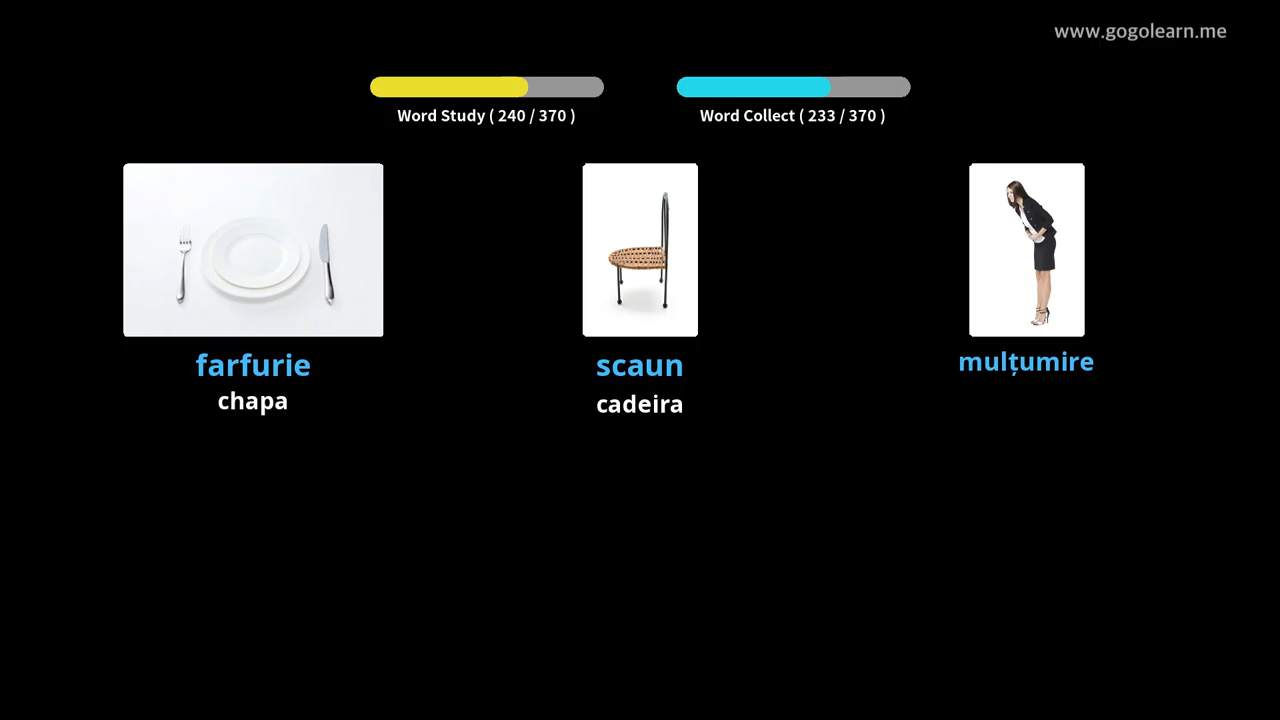 www.gogolearn.me
Word Study ( 240 / 370 )
Word Collect ( 233 / 370 )
farfurie
chapa
scaun
cadeira
mulțumire